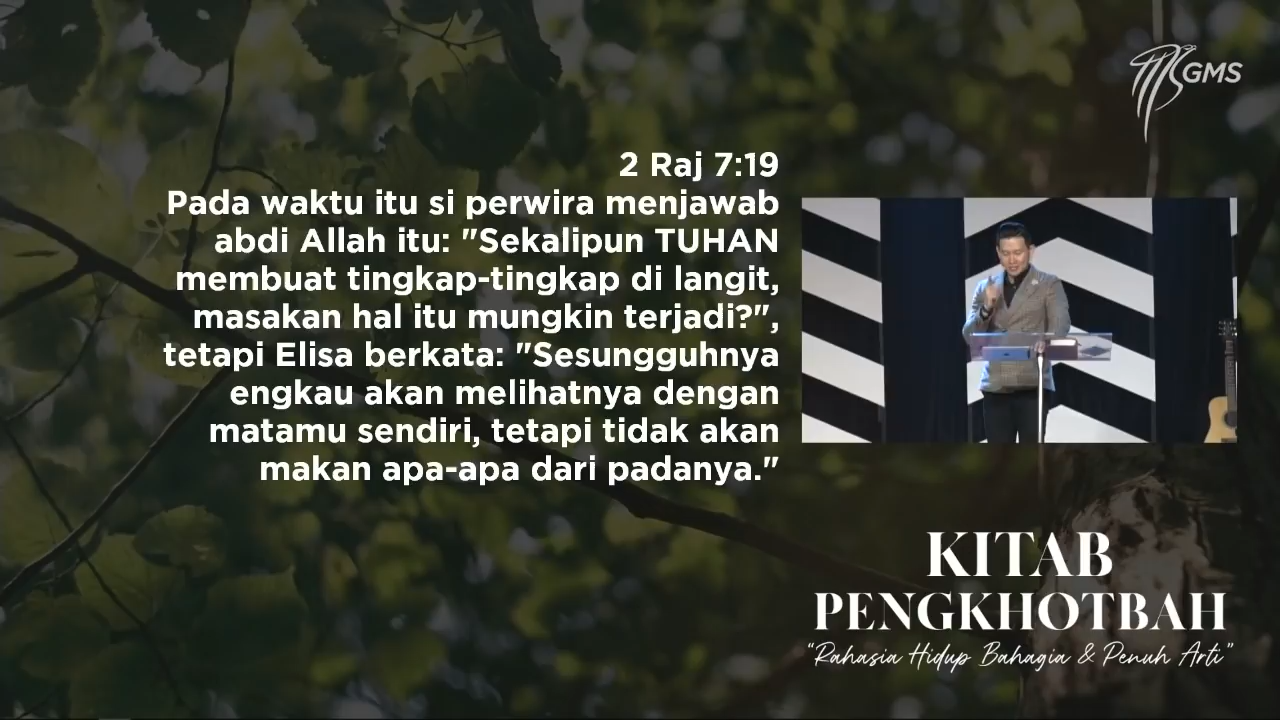 GMS
2 Raj 7:19
Pada waktu itu si perwira menjawab
abdi Allah itu: "Sekalipun TUHAN
membuat tingkap-tingkap di langit,
masakan hal itu mungkin terjadi?",
tetapi Elisa berkata: "Sesungguhnya
engkau akan melihatnya dengan
matamu sendiri, tetapi tidak akan
makan apa-apa dari padanya."
KITAB
PENGKHOTBAH
"Rahasia Hidup Bahagia & Penuh Arti"